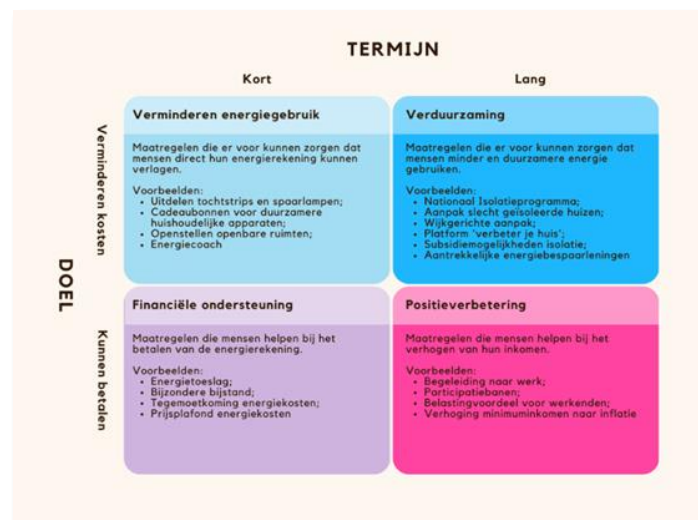 TERMIJN
Kort
Lang
DOEL
Verminderen kosten
Verminderen energiegebruik
Maatregelen die er voor kunnen zorgen dat
mensen direct hun energierekening kunnen
verlagen.
Voorbeelden:
• Uitdelen tochtstrips en spaarlampen;
• Cadeaubonnen voor duurzamere
huishoudelijke apparaten;
• Openstellen openbare ruimten;
• Energiecoach
Verduurzaming
Maatregelen die er voor kunnen zorgen dat
mensen minder en duurzamere energie
gebruiken.
Voorbeelden:
• Nationaal Isolatieprogramma;
• Aanpak slecht geïsoleerde huizen;
• Wijkgerichte aanpak;
• Platform 'verbeter je huis';
• Subsidiemogelijkheden isolatie;
• Aantrekkelijke energiebespaarleningen
Kunnen betalen
Financiële ondersteuning
Maatregelen die mensen helpen bij het
betalen van de energierekening.
Voorbeelden:
• Energietoeslag;
• Bijzondere bijstand;
• Tegemoetkoming energiekosten;
• Prijsplafond energiekosten
Positieverbetering
Maatregelen die mensen helpen bij het
verhogen van hun inkomen.
Voorbeelden:
• Begeleiding naar werk;
• Participatiebanen;
• Belastingvoordeel voor werkenden;
• Verhoging minimuminkomen naar inflatie